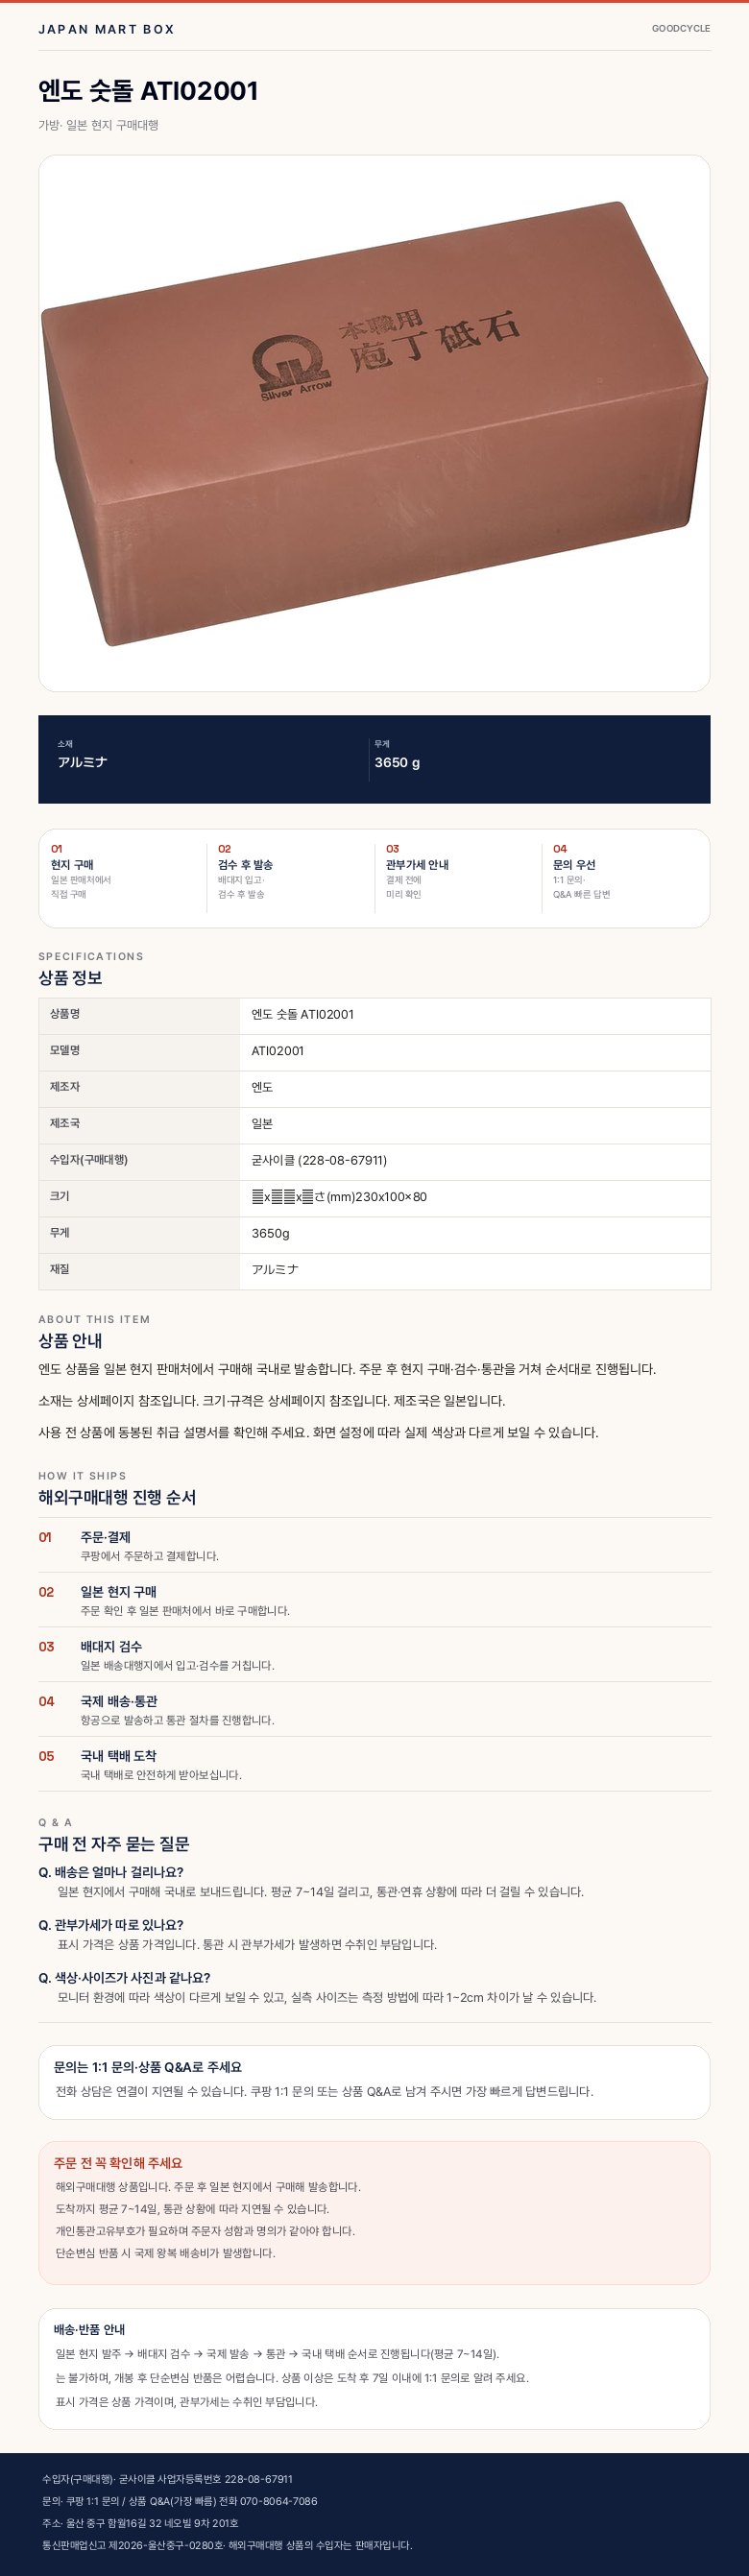 JAPAN MART BOX
GOODCYCLE
엔도 숫돌 ATI02001
가방· 일본 현지 구매대행
本職用
庖丁砥石
Silver Arrow
소재
アルミナ
무게
3650 g
01
현지 구매
일본 판매처에서
직접 구매
02
검수 후 발송
배대지 입고·
검수 후 발송
03
관부가세 안내
결제 전에
미리 확인
04
문의 우선
1:1 문의·
Q&A 빠른 답변
SPECIFICATIONS
상품 정보
상품명 엔도 숫돌 ATI02001
모델명 ATI02001
제조자 엔도
제조국 일본
수입자(구매대행) 굳사이클 (228-08-67911)
크기 x x さ(mm)230x100×80
무게 3650g
재질 アルミナ
ABOUT THIS ITEM
상품 안내
엔도 상품을 일본 현지 판매처에서 구매해 국내로 발송합니다. 주문 후 현지 구매·검수·통관을 거쳐 순서대로 진행됩니다.
소재는 상세페이지 참조입니다. 크기·규격은 상세페이지 참조입니다. 제조국은 일본입니다.
사용 전 상품에 동봉된 취급 설명서를 확인해 주세요. 화면 설정에 따라 실제 색상과 다르게 보일 수 있습니다.
HOW IT SHIPS
해외구매대행 진행 순서
01 주문·결제
쿠팡에서 주문하고 결제합니다.
02 일본 현지 구매
주문 확인 후 일본 판매처에서 바로 구매합니다.
03 배대지 검수
일본 배송대행지에서 입고·검수를 거칩니다.
04 국제 배송·통관
항공으로 발송하고 통관 절차를 진행합니다.
05 국내 택배 도착
국내 택배로 안전하게 받아보십니다.
Q & A
구매 전 자주 묻는 질문
Q. 배송은 얼마나 걸리나요?
일본 현지에서 구매해 국내로 보내드립니다. 평균 7~14일 걸리고, 통관·연휴 상황에 따라 더 걸릴 수 있습니다.
Q. 관부가세가 따로 있나요?
표시 가격은 상품 가격입니다. 통관 시 관부가세가 발생하면 수취인 부담입니다.
Q. 색상·사이즈가 사진과 같나요?
모니터 환경에 따라 색상이 다르게 보일 수 있고, 실측 사이즈는 측정 방법에 따라 1~2cm 차이가 날 수 있습니다.
문의는 1:1 문의·상품 Q&A로 주세요
전화 상담은 연결이 지연될 수 있습니다. 쿠팡 1:1 문의 또는 상품 Q&A로 남겨 주시면 가장 빠르게 답변드립니다.
주문 전 꼭 확인해 주세요
해외구매대행 상품입니다. 주문 후 일본 현지에서 구매해 발송합니다.
도착까지 평균 7~14일, 통관 상황에 따라 지연될 수 있습니다.
개인통관고유부호가 필요하며 주문자 성함과 명의가 같아야 합니다.
단순변심 반품 시 국제 왕복 배송비가 발생합니다.
배송·반품 안내
일본 현지 발주 → 배대지 검수 → 국제 발송 → 통관 → 국내 택배 순서로 진행됩니다(평균 7~14일).
는 불가하며, 개봉 후 단순변심 반품은 어렵습니다. 상품 이상은 도착 후 7일 이내에 1:1 문의로 알려 주세요.
표시 가격은 상품 가격이며, 관부가세는 수취인 부담입니다.
수입자(구매대행)· 굳사이클 사업자등록번호 228-08-67911
문의· 쿠팡 1:1 문의 / 상품 Q&A(가장 빠름) 전화 070-8064-7086
주소· 울산 중구 함월16길 32 네오빌 9차 201호
통신판매업신고 제2026-울산중구-0280호· 해외구매대행 상품의 수입자는 판매자입니다.